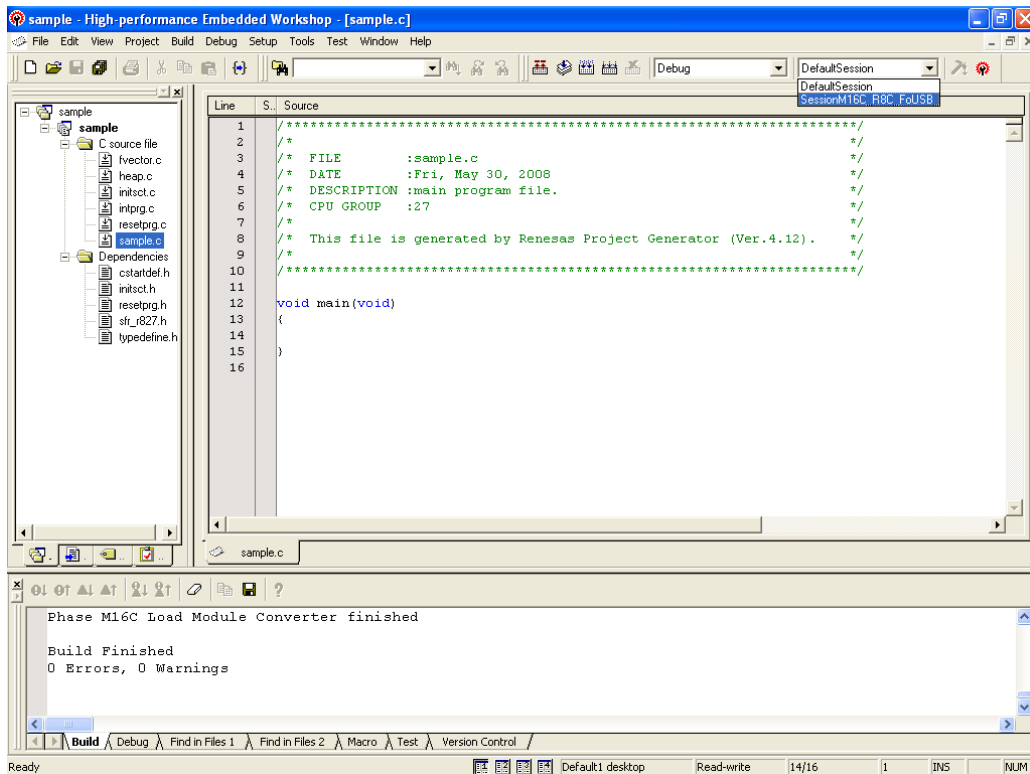 sample - High-performance Embedded Workshop - [sample.c]
File Edit View Project Build Debug Setup Tools Test Window Help
Debug DefaultSession
DefaultSession
SessionM16C_R8C_FoUSB
sample
sample
C source file
fvector.c
heap.c
initsct.c
intprg.c
resetprg.c
sample.c
Dependencies
cstartdef.h
initsct.h
resetprg.h
sfr_r827.h
typedefine.h
Line S.. Source
1 /***********************************************************************/
2 /* */
3 /* FILE :sample.c */
4 /* DATE :Fri, May 30, 2008 */
5 /* DESCRIPTION :main program file. */
6 /* CPU GROUP :27 */
7 /* */
8 /* This file is generated by Renesas Project Generator (Ver.4.12). */
9 /* */
10 /***********************************************************************/
11
12 void main(void)
13 {
14
15 }
16
sample.c
Phase M16C Load Module Converter finished
Build Finished
0 Errors, 0 Warnings
Build Debug Find in Files 1 Find in Files 2 Macro Test Version Control
Ready Default1 desktop Read-write 14/16 1 INS NUM